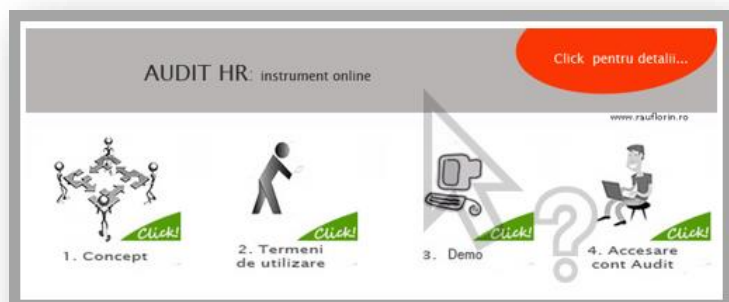 AUDIT HR: instrument online
Click pentru detalii...
www.rauflorin.ro
Click!
Click!
Click!
Click!
1. Concept
2. Termeni
de utilizare
3. Demo
4. Accesare
cont Audit
?